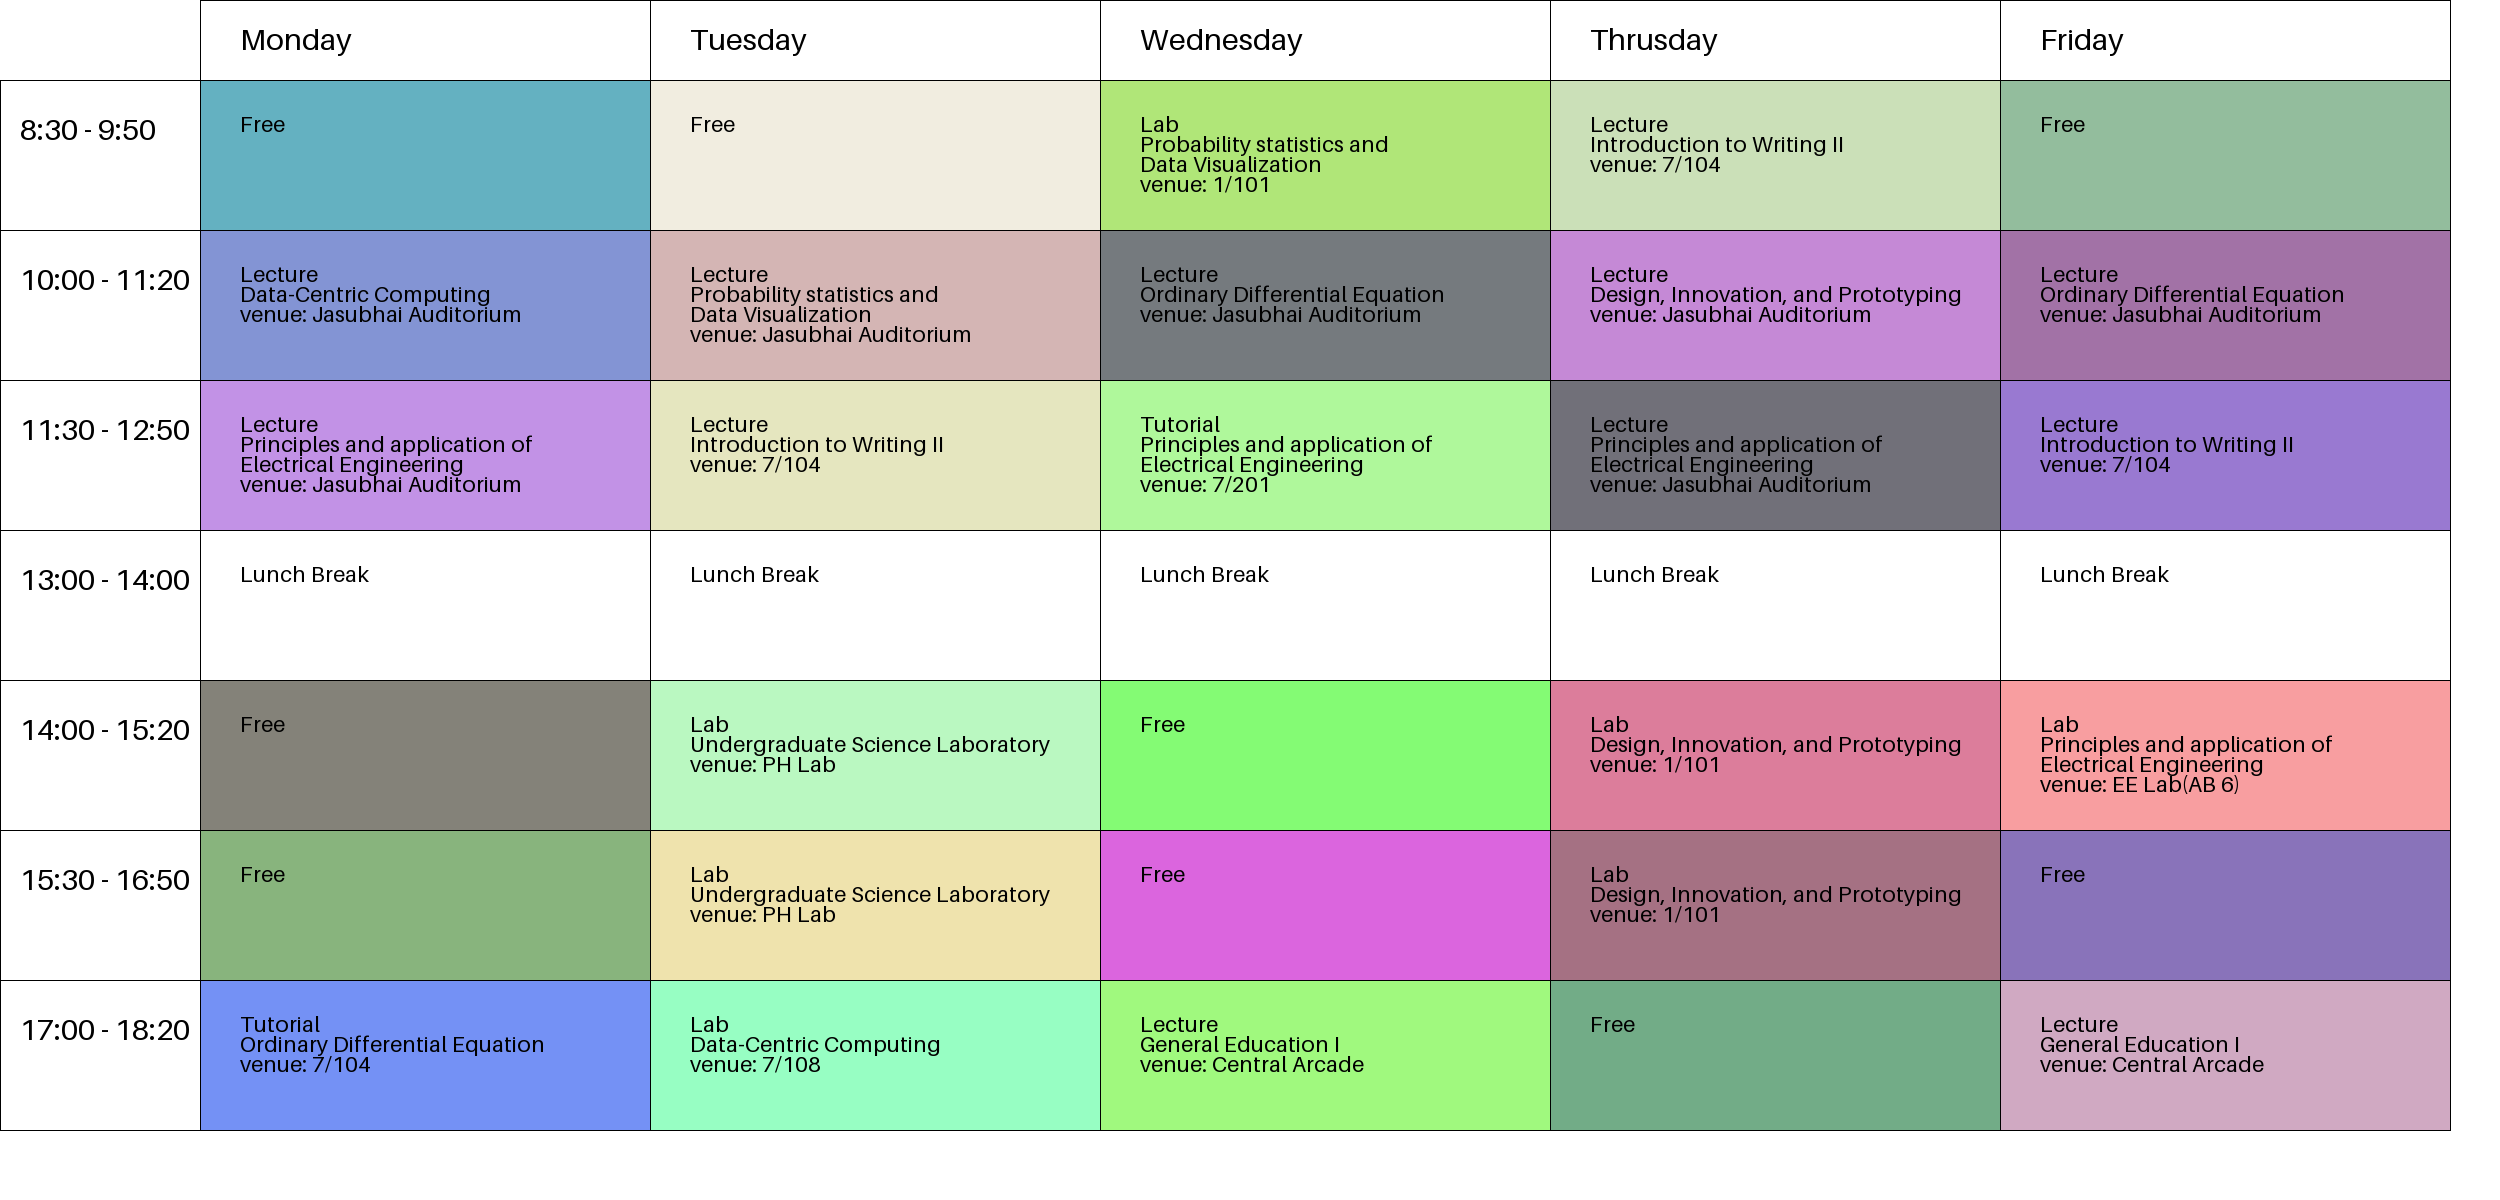 Monday
Tuesday
Wednesday
Thrusday
Friday
8:30 - 9:50
Free
Free
Lab
Probability statistics and
Data Visualization
venue: 1/101
Lecture
Introduction to Writing II
venue: 7/104
Free
10:00 - 11:20
Lecture
Data-Centric Computing
venue: Jasubhai Auditorium
Lecture
Probability statistics and
Data Visualization
venue: Jasubhai Auditorium
Lecture
Ordinary Differential Equation
venue: Jasubhai Auditorium
Lecture
Design, Innovation, and Prototyping
venue: Jasubhai Auditorium
Lecture
Ordinary Differential Equation
venue: Jasubhai Auditorium
11:30 - 12:50
Lecture
Principles and application of
Electrical Engineering
venue: Jasubhai Auditorium
Lecture
Introduction to Writing II
venue: 7/104
Tutorial
Principles and application of
Electrical Engineering
venue: 7/201
Lecture
Principles and application of
Electrical Engineering
venue: Jasubhai Auditorium
Lecture
Introduction to Writing II
venue: 7/104
13:00 - 14:00
Lunch Break
Lunch Break
Lunch Break
Lunch Break
Lunch Break
14:00 - 15:20
Free
Lab
Undergraduate Science Laboratory
venue: PH Lab
Free
Lab
Design, Innovation, and Prototyping
venue: 1/101
Lab
Principles and application of
Electrical Engineering
venue: EE Lab(AB 6)
15:30 - 16:50
Free
Lab
Undergraduate Science Laboratory
venue: PH Lab
Free
Lab
Design, Innovation, and Prototyping
venue: 1/101
Free
17:00 - 18:20
Tutorial
Ordinary Differential Equation
venue: 7/104
Lab
Data-Centric Computing
venue: 7/108
Lecture
General Education I
venue: Central Arcade
Free
Lecture
General Education I
venue: Central Arcade